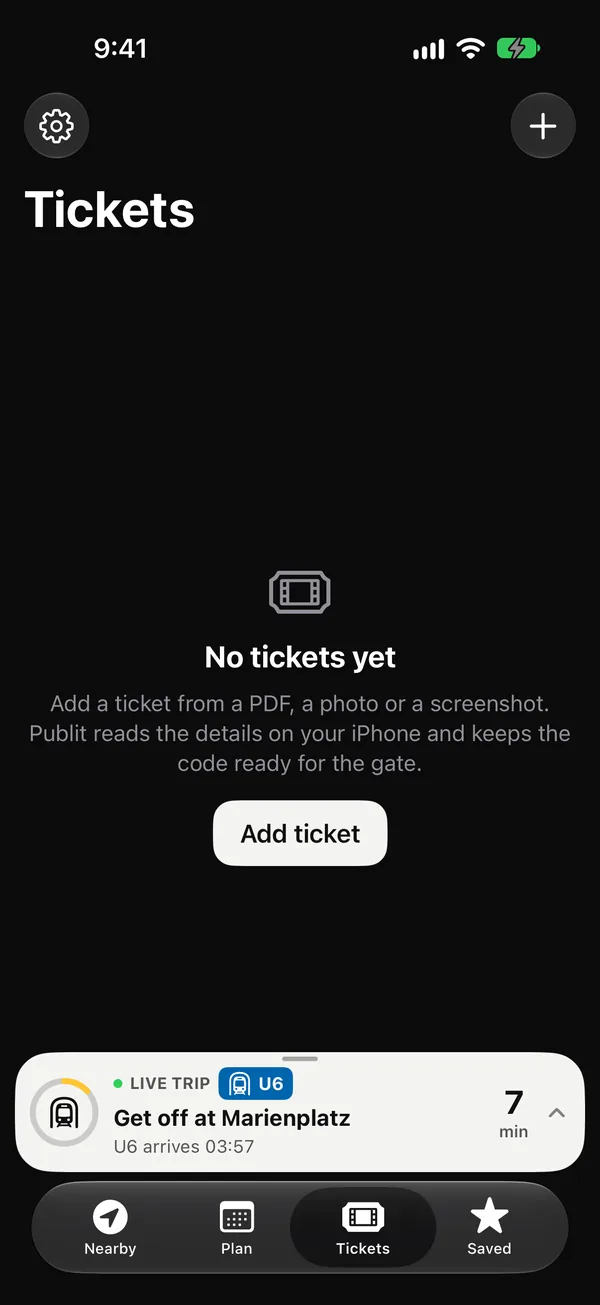 9:41
Tickets
No tickets yet
Add a ticket from a PDF, a photo or a screenshot.
Publit reads the details on your iPhone and keeps the
code ready for the gate.
Add ticket
LIVE TRIP U6
Get off at Marienplatz
U6 arrives 03:57
7
min
Nearby
Plan
Tickets
Saved